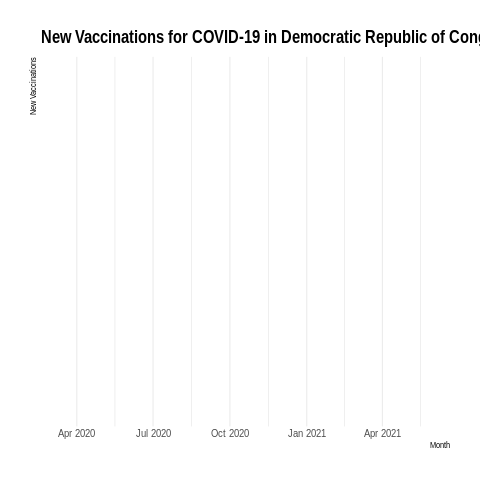 New Vaccinations for COVID-19 in Democratic Republic of Cong
New Vaccinations
Apr 2020 Jul 2020 Oct 2020 Jan 2021 Apr 2021
Month